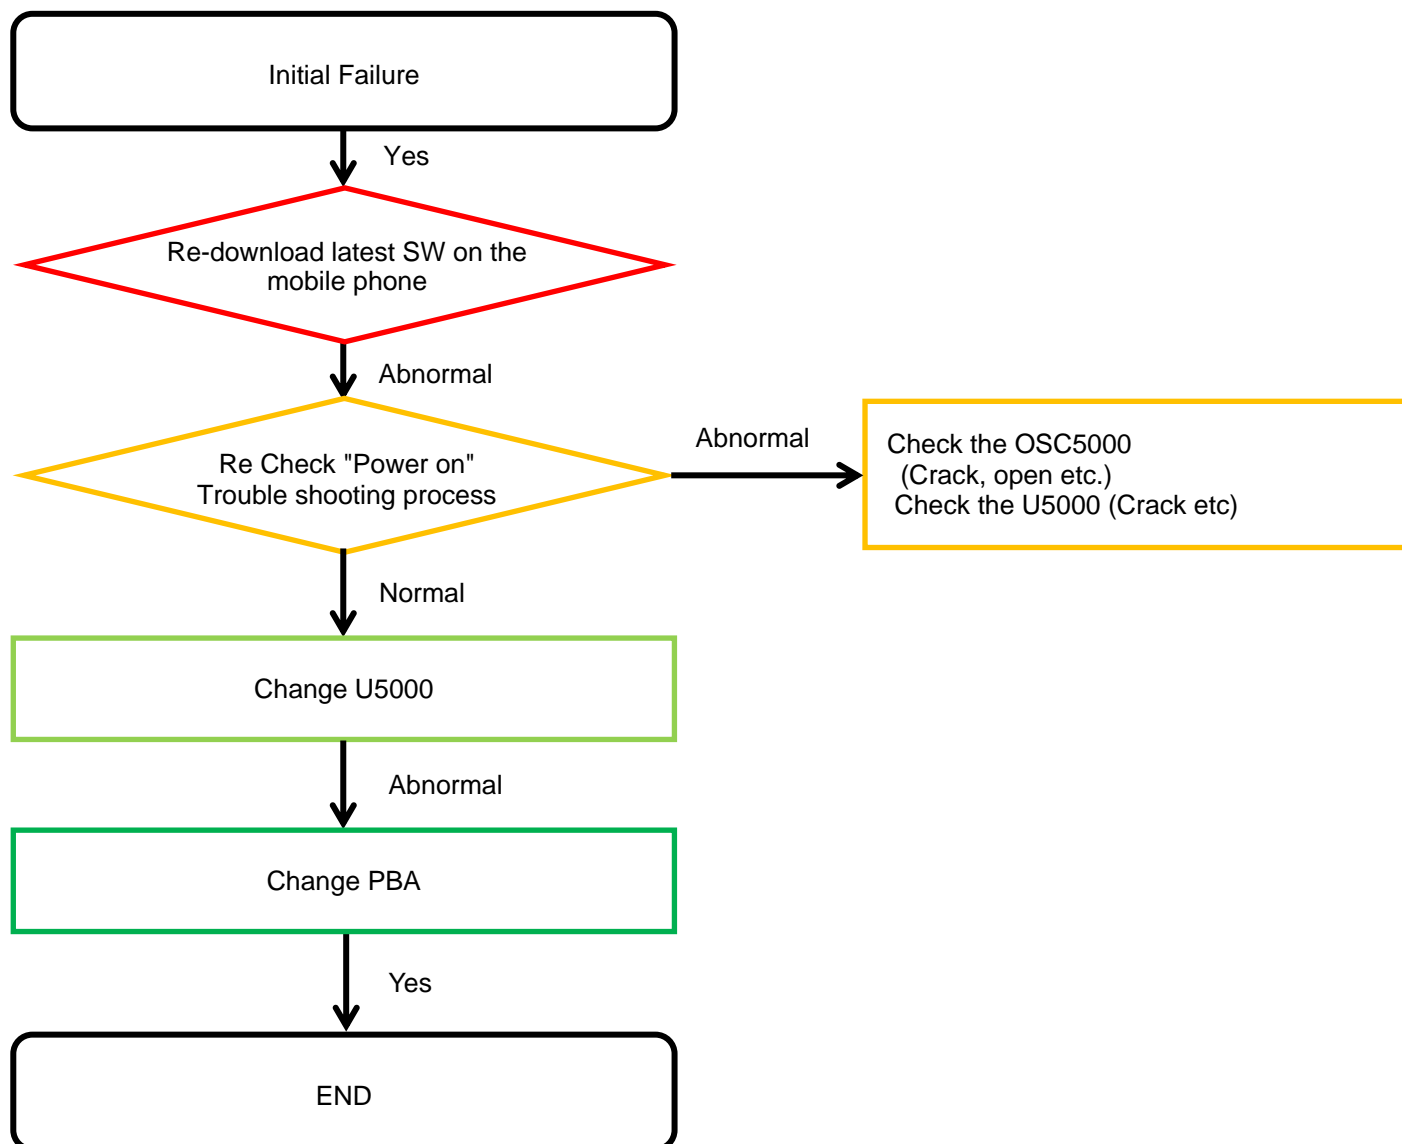 Initial Failure
Yes
Re-download latest SW on the
mobile phone
Abnormal
Re Check "Power on"
Trouble shooting process
Abnormal
Check the OSC5000
(Crack, open etc.)
Check the U5000 (Crack etc)
Normal
Change U5000
Abnormal
Change PBA
Yes
END